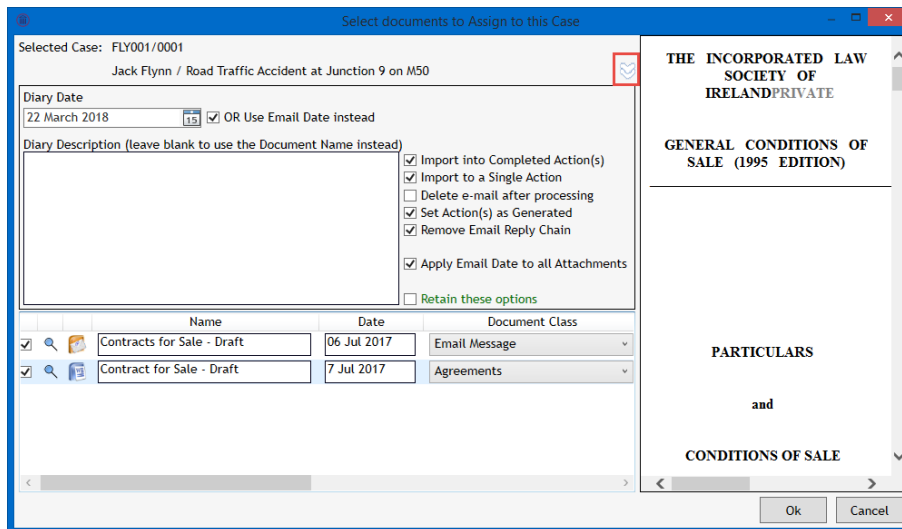 Select documents to Assign to this Case
Selected Case: FLY001/0001
Jack Flynn / Road Traffic Accident at Junction 9 on M50
Diary Date
22 March 2018 15 OR Use Email Date instead
Diary Description (leave blank to use the Document Name instead)
Import into Completed Action(s)
Import to a Single Action
Delete e-mail after processing
Set Action(s) as Generated
Remove Email Reply Chain
Apply Email Date to all Attachments
Retain these options
Name Date Document Class
Contracts for Sale - Draft 06 Jul 2017 Email Message
Contract for Sale - Draft 7 Jul 2017 Agreements
THE INCORPORATED LAW
SOCIETY OF
IRELANDPRIVATE
GENERAL CONDITIONS OF
SALE (1995 EDITION)
PARTICULARS
and
CONDITIONS OF SALE
Ok Cancel